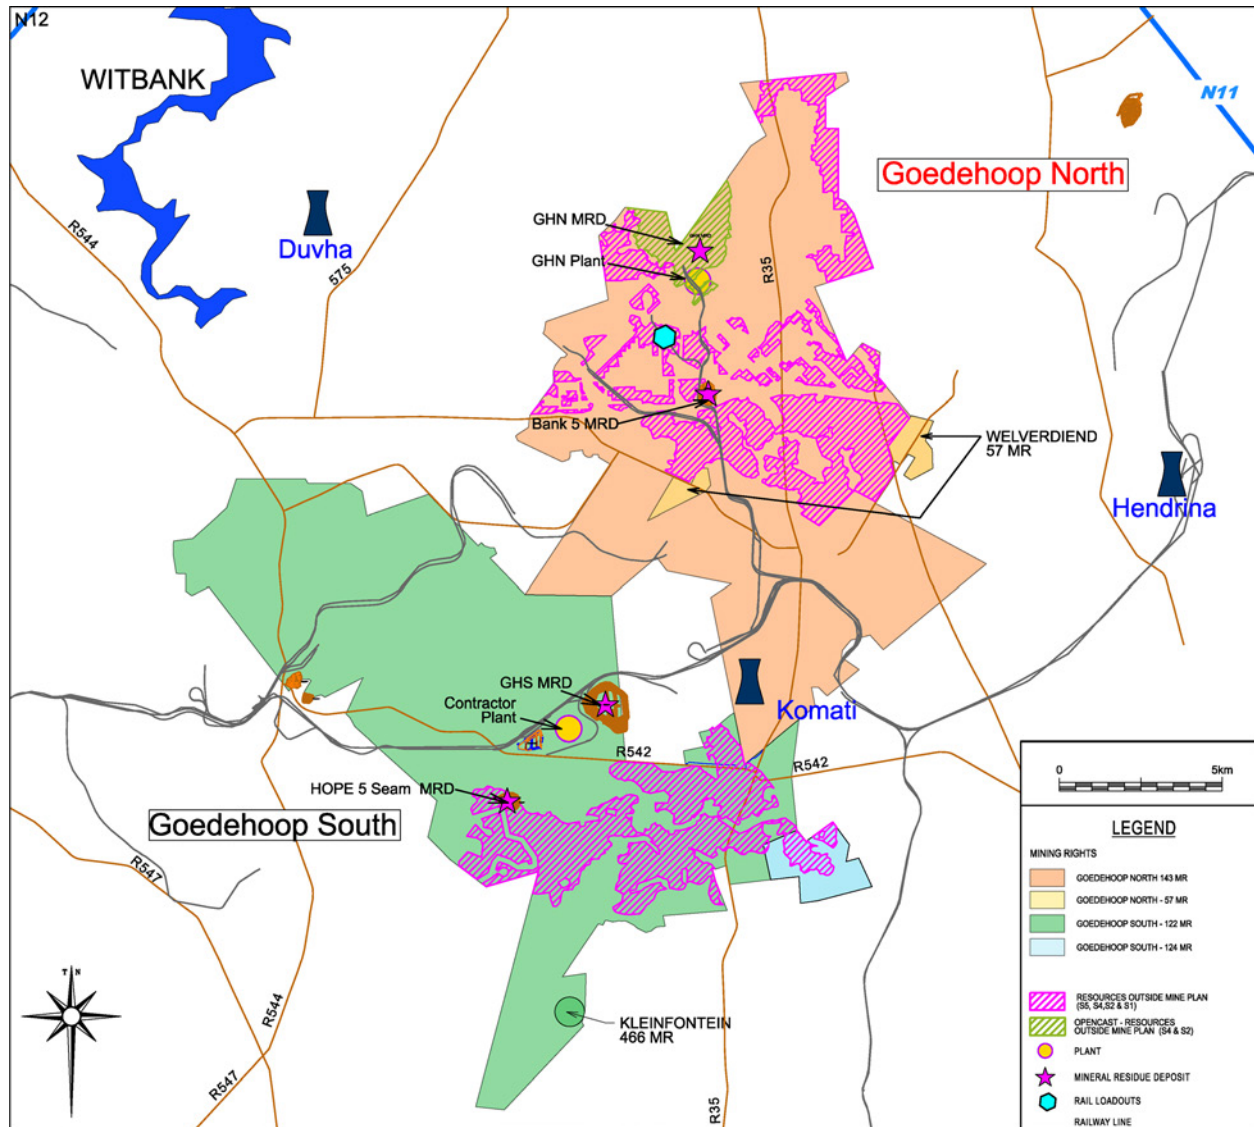 N12
WITBANK
N11
Goedehoop North
GHN MRD
R544
Duvha
GHN Plant
R35
575
Bank 5 MRD
WELVERDIEND
57 MR
Hendrina
GHS MRD
Contractor
Plant
Komati
R542
R542
HOPE 5 Seam MRD
Goedehoop South
R547
0 5km
LEGEND
MINING RIGHTS
GOEDEHOOP NORTH 143 MR
GOEDEHOOP NORTH - 57 MR
GOEDEHOOP SOUTH - 122 MR
GOEDEHOOP SOUTH - 124 MR
T N
RESOURCES OUTSIDE MINE PLAN
(S5, S4,S2 & S1)
OPENCAST - RESOURCES
OUTSIDE MINE PLAN (S4 & S2)
KLEINFONTEIN
466 MR
R544
PLANT
MINERAL RESIDUE DEPOSIT
R547
R35
RAIL LOADOUTS
RAILWAY LINE